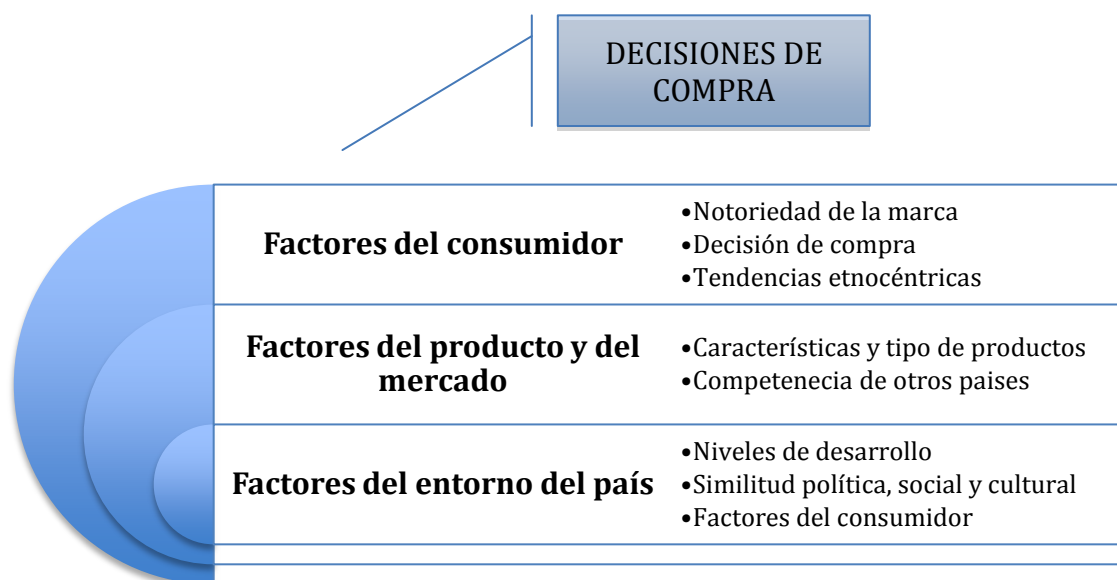 DECISIONES DE
COMPRA
Factores del consumidor
•Notoriedad de la marca
•Decisión de compra
•Tendencias etnocéntricas
Factores del producto y del
mercado
•Características y tipo de productos
•Competenecia de otros paises
Factores del entorno del país
•Niveles de desarrollo
•Similitud política, social y cultural
•Factores del consumidor